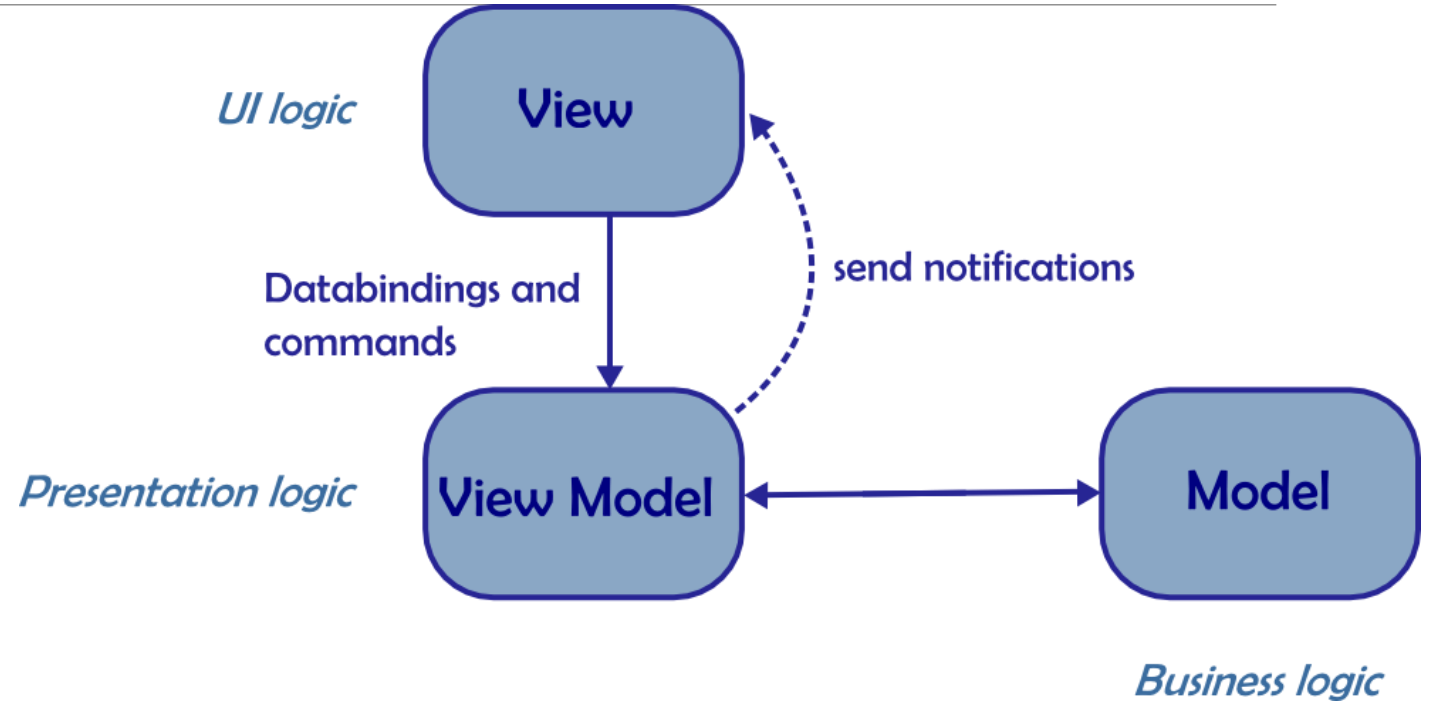 UI logic
View
Databindings and
commands
send notifications
Presentation logic
View Model
Model
Business logic